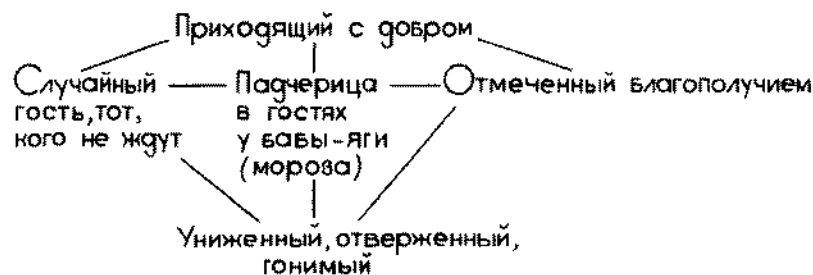 Приходящий с добром
Случайный гость, тот, кого не ждут
Падчерица в гостях у бабы-яги (мороза)
Отмеченный благополучием
Униженный, отверженный,
гонимый